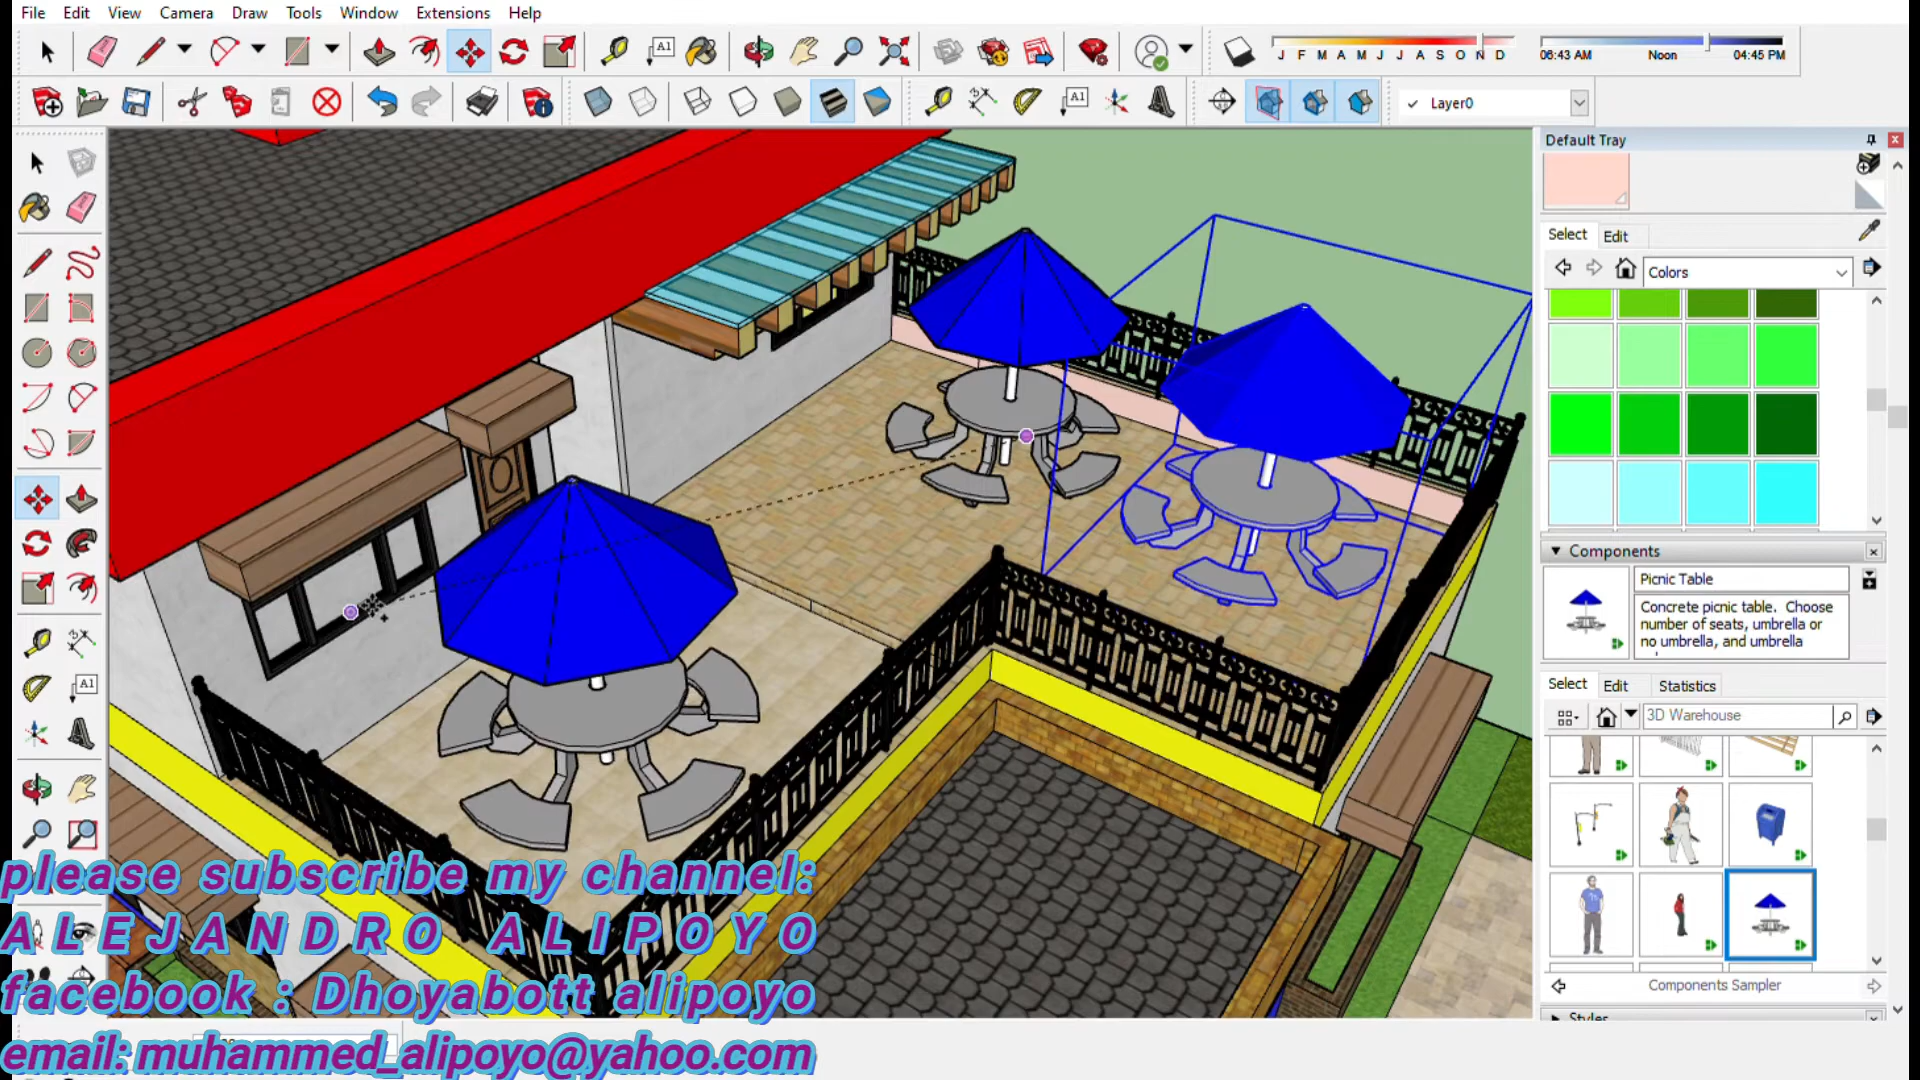 File Edit View Camera Draw Tools Window Extensions Help
A1
J F M A M J J A S O N D
06:43 AM Noon 04:45 PM
A1
Layer0
Default Tray
Select Edit
Colors
Components
Picnic Table
Concrete picnic table. Choose
number of seats, umbrella or
no umbrella, and umbrella
Select Edit Statistics
3D Warehouse
A1
Components Sampler
Styles
please subscribe my channel:
ALEJANDRO ALIPOYO
facebook : Dhoyabott alipoyo
email: muhammed_alipoyo@yahoo.com